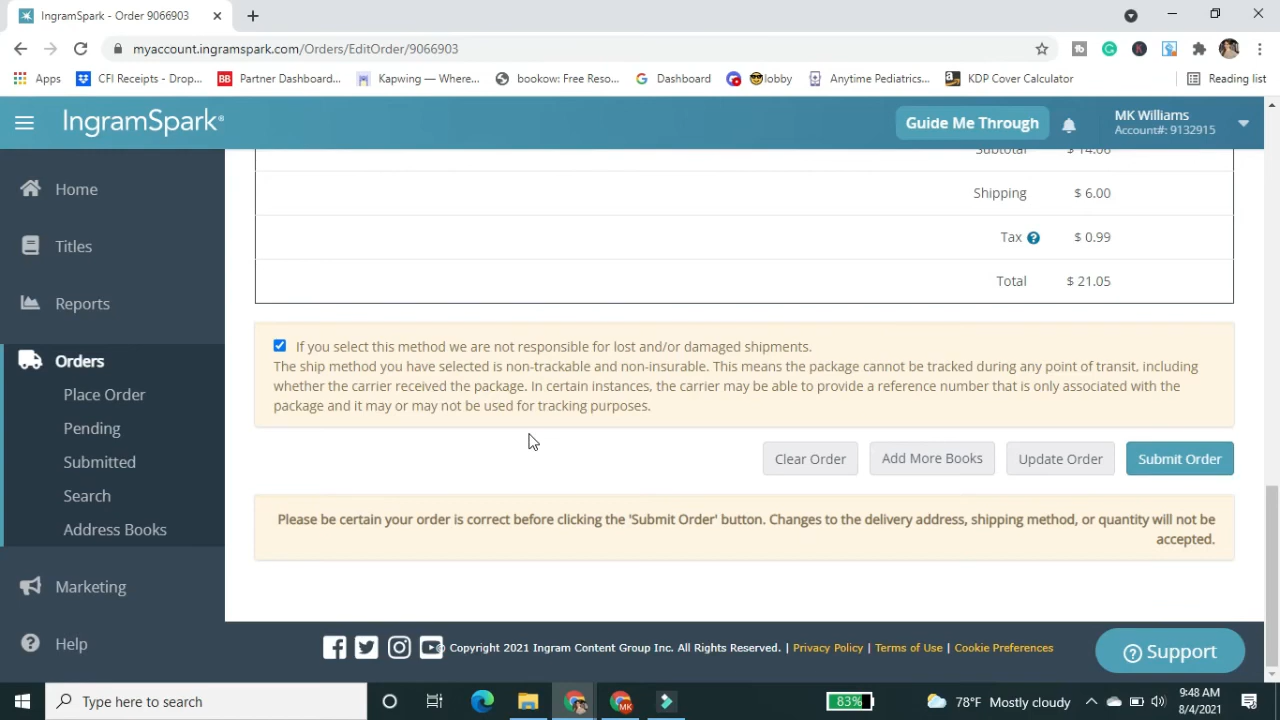 IngramSpark - Order 9066903
myaccount.ingramspark.com/Orders/EditOrder/9066903
Apps CFI Receipts - Drop... BB Partner Dashboard... Kapwing — Where... bookow: Free Reso... Dashboard lobby Anytime Pediatrics... KDP Cover Calculator Reading list
IngramSpark® Guide Me Through MK Williams
Account#: 9132915
Home
Titles
Reports
Orders
Place Order
Pending
Submitted
Search
Address Books
Marketing
Help
Subtotal $ 14.06
Shipping $ 6.00
Tax $ 0.99
Total $ 21.05
If you select this method we are not responsible for lost and/or damaged shipments.
The ship method you have selected is non-trackable and non-insurable. This means the package cannot be tracked during any point of transit, including
whether the carrier received the package. In certain instances, the carrier may be able to provide a reference number that is only associated with the
package and it may or may not be used for tracking purposes.
Clear Order Add More Books Update Order Submit Order
Please be certain your order is correct before clicking the 'Submit Order' button. Changes to the delivery address, shipping method, or quantity will not be
accepted.
© Copyright 2021 Ingram Content Group Inc. All Rights Reserved. | Privacy Policy | Terms of Use | Cookie Preferences
Support
Type here to search
83%
78°F Mostly cloudy
9:48 AM
8/4/2021